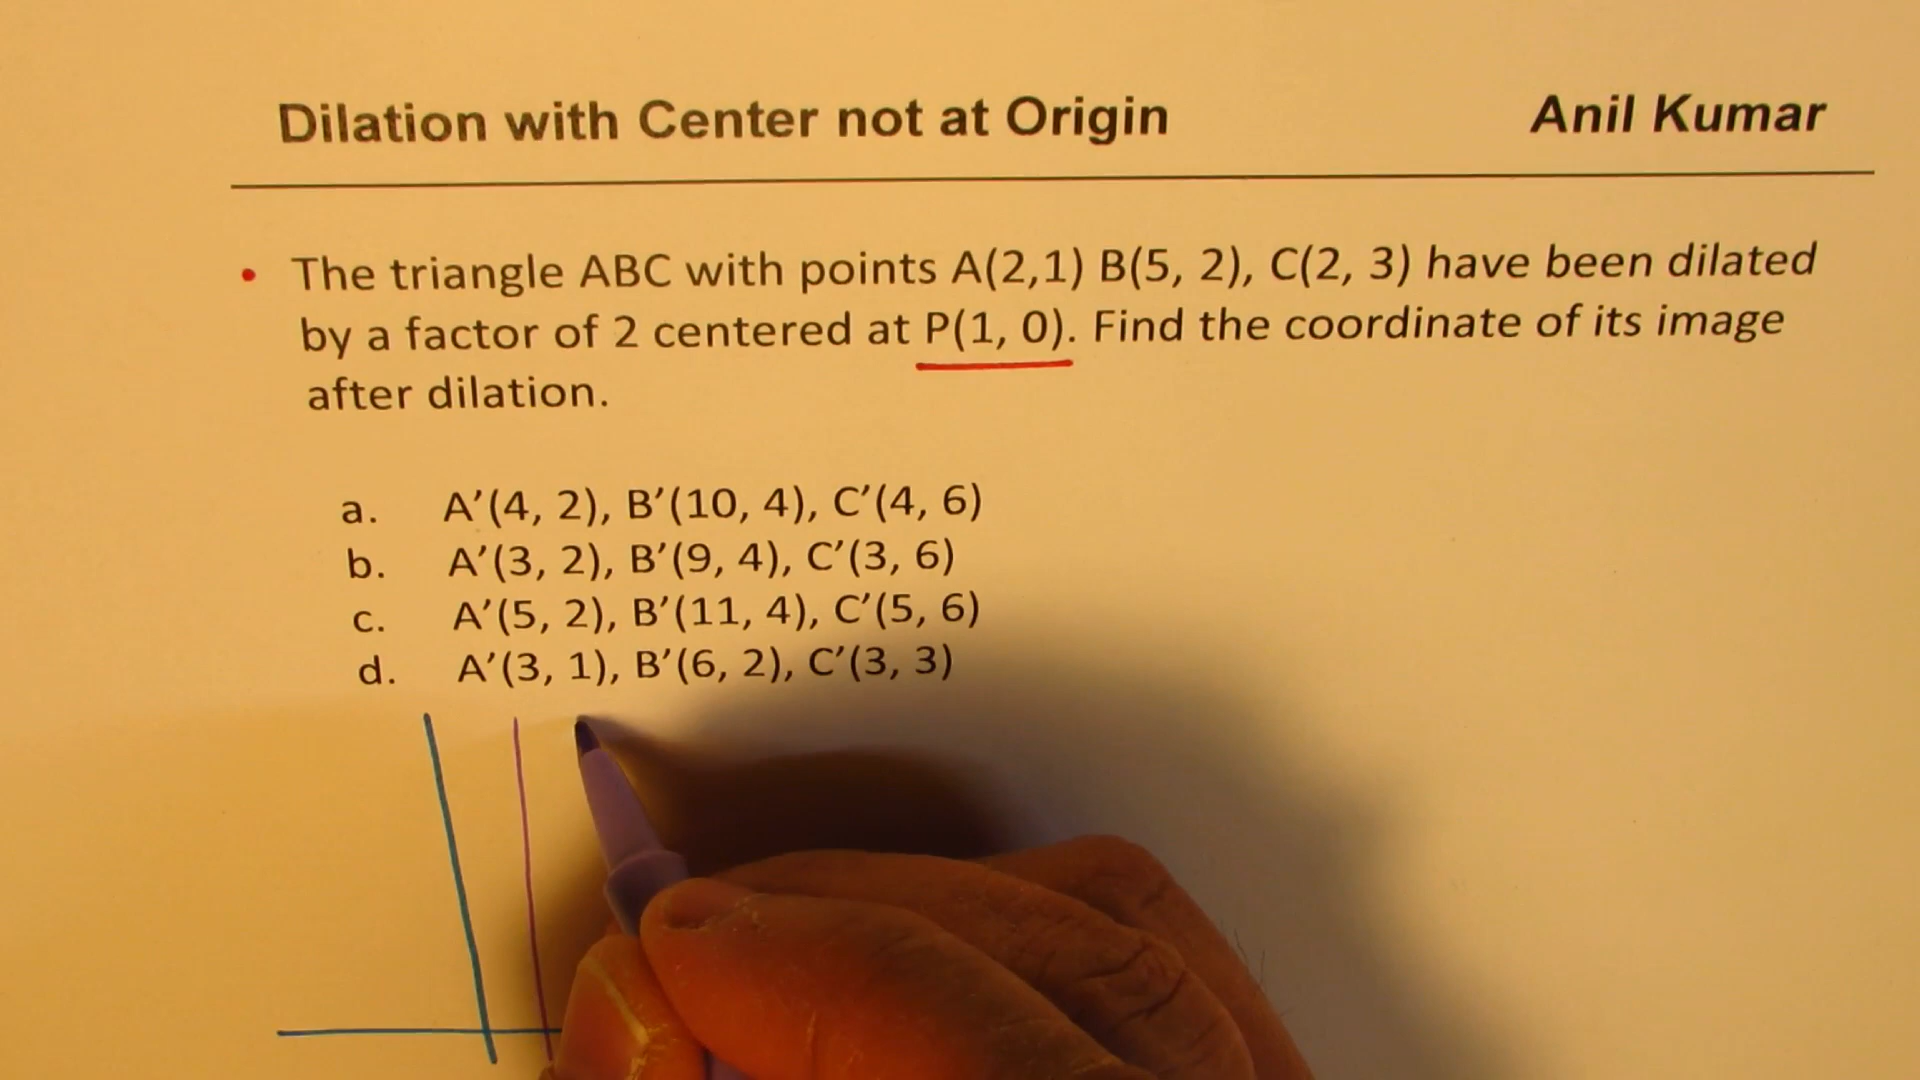 Dilation with Center not at Origin Anil Kumar
• The triangle ABC with points A(2,1) B(5, 2), C(2, 3) have been dilated
by a factor of 2 centered at P(1, 0). Find the coordinate of its image
after dilation.
a. A′(4, 2), B′(10, 4), C′(4, 6)
b. A′(3, 2), B′(9, 4), C′(3, 6)
c. A′(5, 2), B′(11, 4), C′(5, 6)
d. A′(3, 1), B′(6, 2), C′(3, 3)